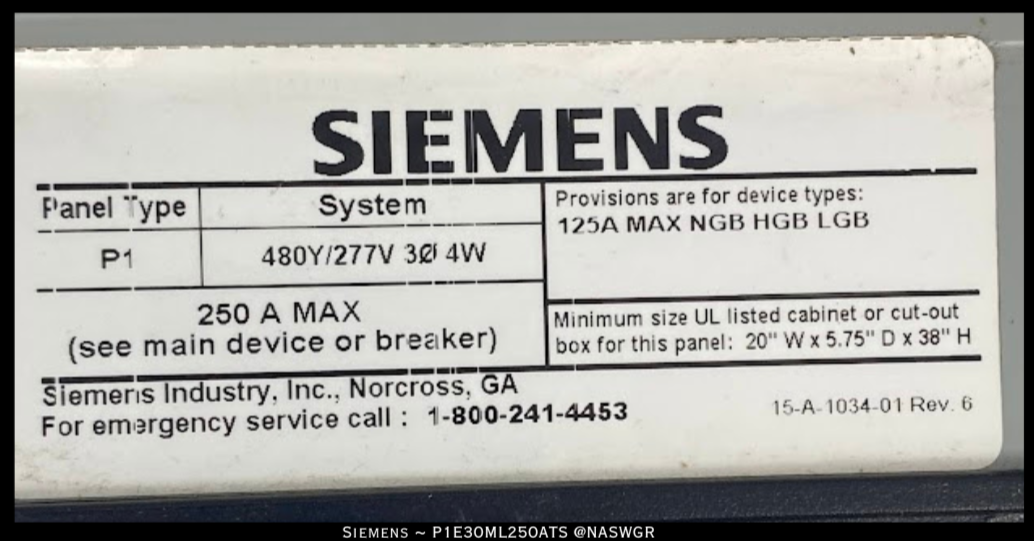 SIEMENS
Panel Type
System
P1
480Y/277V 3Ø 4W
250 A MAX
(see main device or breaker)
Provisions are for device types:
125A MAX NGB HGB LGB
Minimum size UL listed cabinet or cut-out
box for this panel: 20" W x 5.75" D x 38" H
Siemens Industry, Inc., Norcross, GA
For emergency service call : 1-800-241-4453
15-A-1034-01 Rev. 6
SIEMENS ~ P1E30ML250ATS @NASWGR